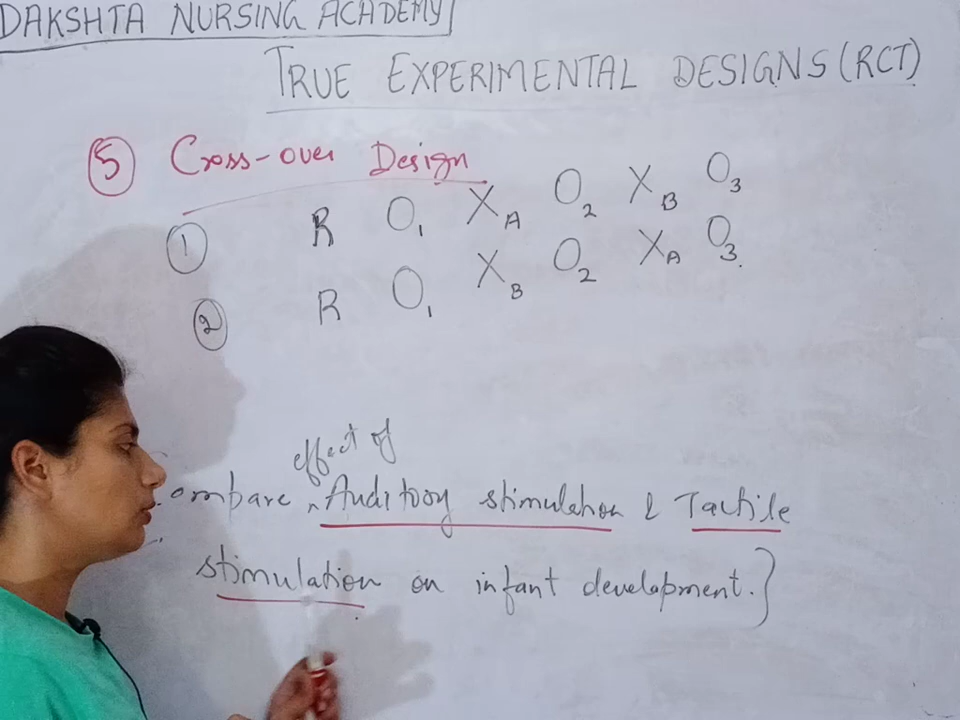 DAKSHTA NURSING ACADEMY
TRUE EXPERIMENTAL DESIGNS (RCT)
5 Cross-over Design
1 R O1 XA O2 XB O3
2 R O1 XB O2 XA O3.
effect of
ompare ^ Auditory stimulation & Tactile
stimulation on infant development.}